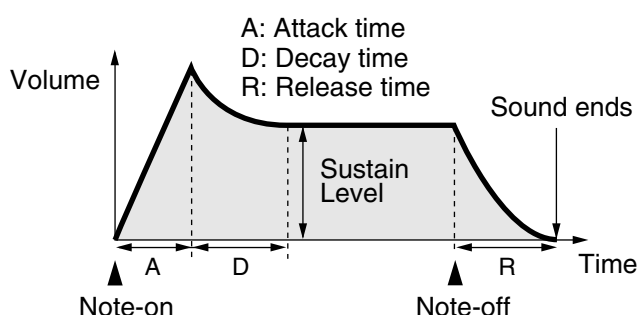 A: Attack time
D: Decay time
R: Release time
Volume
Sound ends
Sustain
Level
A
D
R
Time
Note-on
Note-off